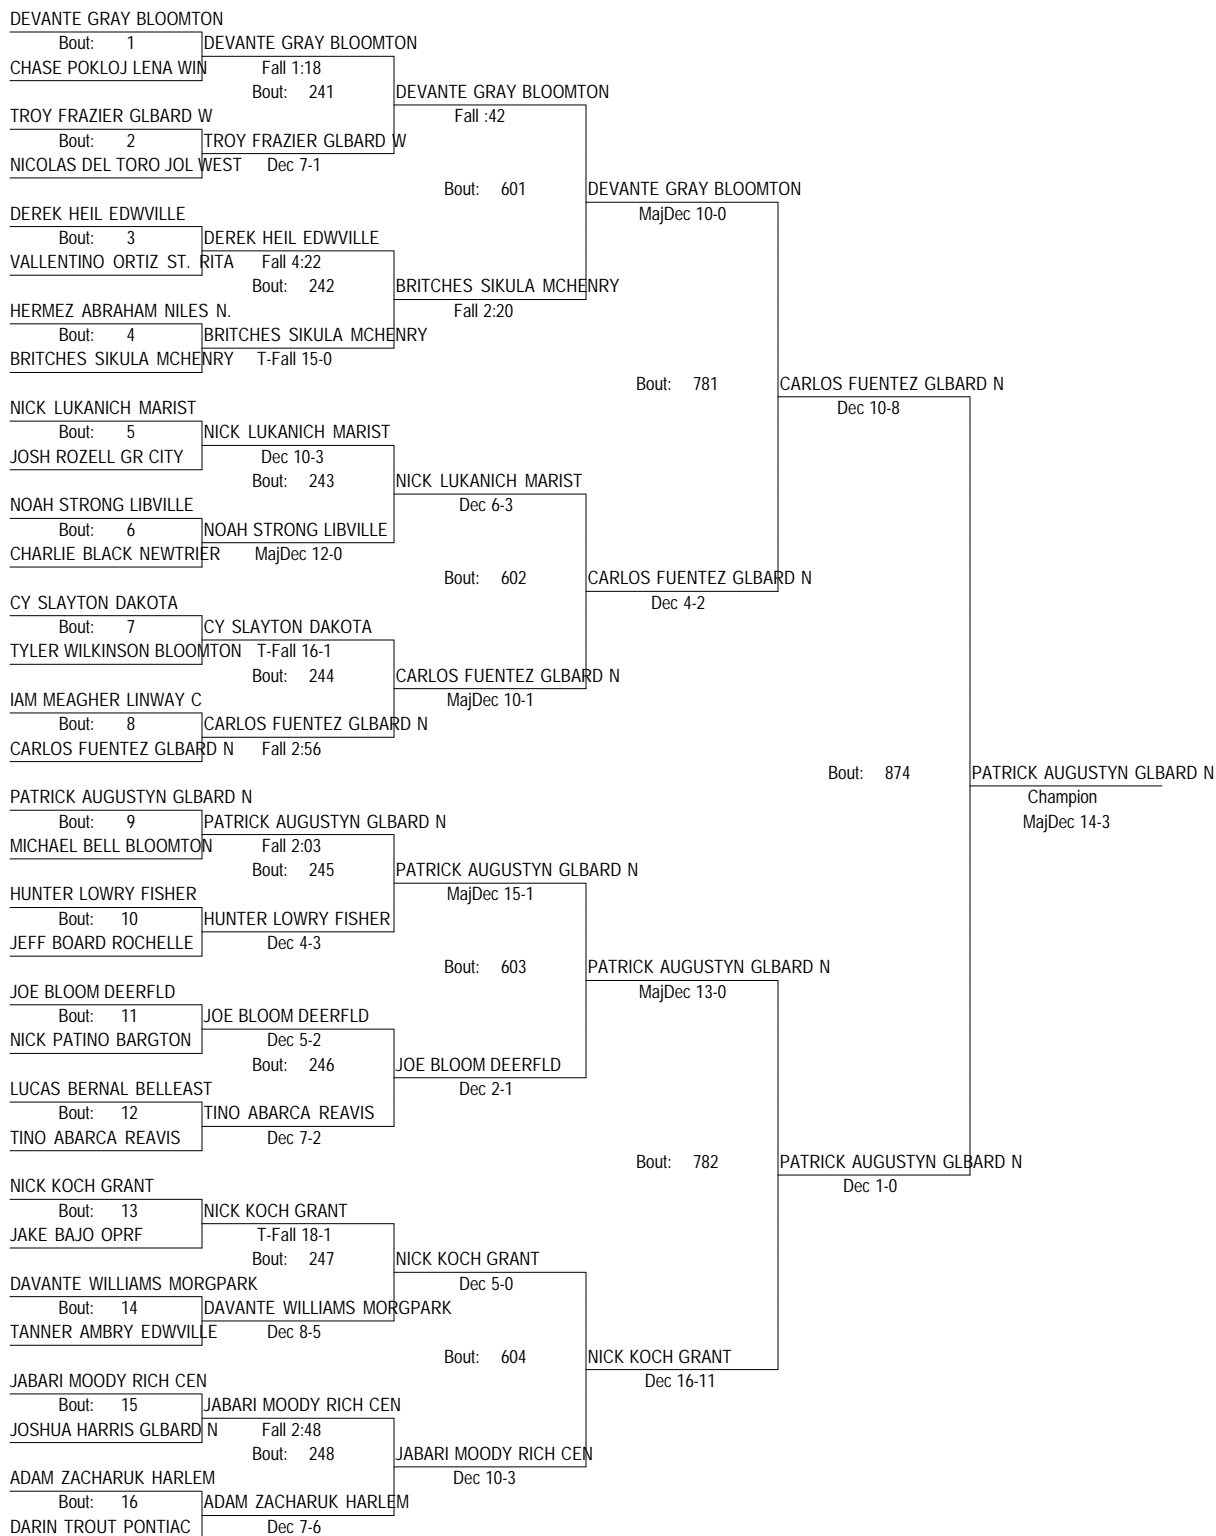 DEVANTE GRAY BLOOMTON
Bout: 1 DEVANTE GRAY BLOOMTON
CHASE POKLOJ LENA WIN Fall 1:18
Bout: 241 DEVANTE GRAY BLOOMTON
TROY FRAZIER GLBARD W Fall :42
Bout: 2 TROY FRAZIER GLBARD W
NICOLAS DEL TORO JOL WEST Dec 7-1
Bout: 601 DEVANTE GRAY BLOOMTON
DEREK HEIL EDWVILLE MajDec 10-0
Bout: 3 DEREK HEIL EDWVILLE
VALLENTINO ORTIZ ST. RITA Fall 4:22
Bout: 242 BRITCHES SIKULA MCHENRY
HERMEZ ABRAHAM NILES N. Fall 2:20
Bout: 4 BRITCHES SIKULA MCHENRY
BRITCHES SIKULA MCHENRY T-Fall 15-0
Bout: 781 CARLOS FUENTEZ GLBARD N
NICK LUKANICH MARIST Dec 10-8
Bout: 5 NICK LUKANICH MARIST
JOSH ROZELL GR CITY Dec 10-3
Bout: 243 NICK LUKANICH MARIST
NOAH STRONG LIBVILLE Dec 6-3
Bout: 6 NOAH STRONG LIBVILLE
CHARLIE BLACK NEWTRIER MajDec 12-0
Bout: 602 CARLOS FUENTEZ GLBARD N
CY SLAYTON DAKOTA Dec 4-2
Bout: 7 CY SLAYTON DAKOTA
TYLER WILKINSON BLOOMTON T-Fall 16-1
Bout: 244 CARLOS FUENTEZ GLBARD N
IAM MEAGHER LINWAY C MajDec 10-1
Bout: 8 CARLOS FUENTEZ GLBARD N
CARLOS FUENTEZ GLBARD N Fall 2:56
Bout: 874 PATRICK AUGUSTYN GLBARD N
PATRICK AUGUSTYN GLBARD N Champion
Bout: 9 PATRICK AUGUSTYN GLBARD N MajDec 14-3
MICHAEL BELL BLOOMTON Fall 2:03
Bout: 245 PATRICK AUGUSTYN GLBARD N
HUNTER LOWRY FISHER MajDec 15-1
Bout: 10 HUNTER LOWRY FISHER
JEFF BOARD ROCHELLE Dec 4-3
Bout: 603 PATRICK AUGUSTYN GLBARD N
JOE BLOOM DEERFLD MajDec 13-0
Bout: 11 JOE BLOOM DEERFLD
NICK PATINO BARGTON Dec 5-2
Bout: 246 JOE BLOOM DEERFLD
LUCAS BERNAL BELLEAST Dec 2-1
Bout: 12 TINO ABARCA REAVIS
TINO ABARCA REAVIS Dec 7-2
Bout: 782 PATRICK AUGUSTYN GLBARD N
NICK KOCH GRANT Dec 1-0
Bout: 13 NICK KOCH GRANT
JAKE BAJO OPRF T-Fall 18-1
Bout: 247 NICK KOCH GRANT
DAVANTE WILLIAMS MORGPARK Dec 5-0
Bout: 14 DAVANTE WILLIAMS MORGPARK
TANNER AMBRY EDWVILLE Dec 8-5
Bout: 604 NICK KOCH GRANT
JABARI MOODY RICH CEN Dec 16-11
Bout: 15 JABARI MOODY RICH CEN
JOSHUA HARRIS GLBARD N Fall 2:48
Bout: 248 JABARI MOODY RICH CEN
ADAM ZACHARUK HARLEM Dec 10-3
Bout: 16 ADAM ZACHARUK HARLEM
DARIN TROUT PONTIAC Dec 7-6